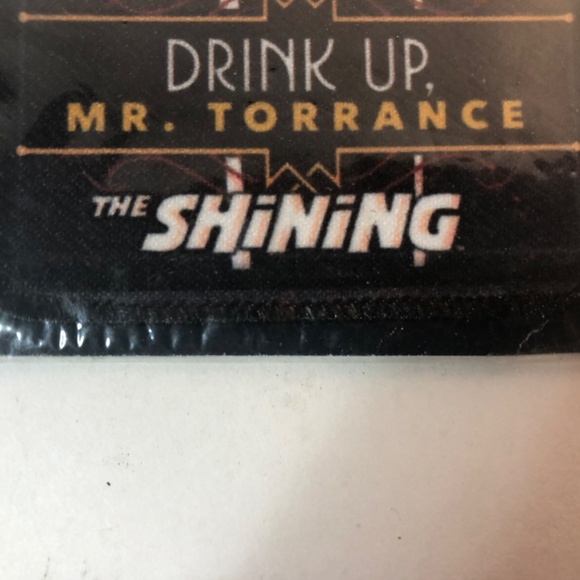 DRINK UP,
MR. TORRANCE
THE SHiNiNG